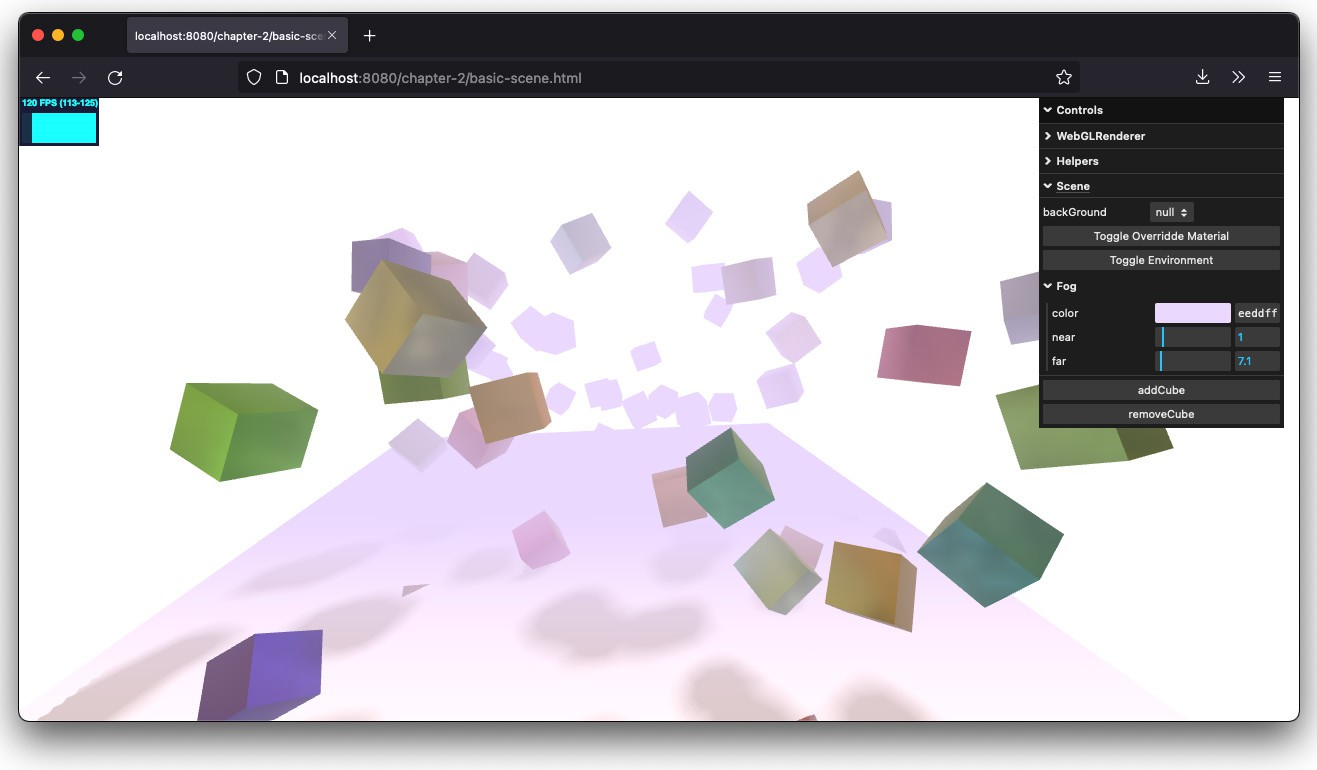 localhost:8080/chapter-2/basic-sce
localhost:8080/chapter-2/basic-scene.html
120 FPS (113-125)
Controls
WebGLRenderer
Helpers
Scene
backGround null
Toggle Overridde Material
Toggle Environment
Fog
color eeddff
near 1
far 7.1
addCube
removeCube